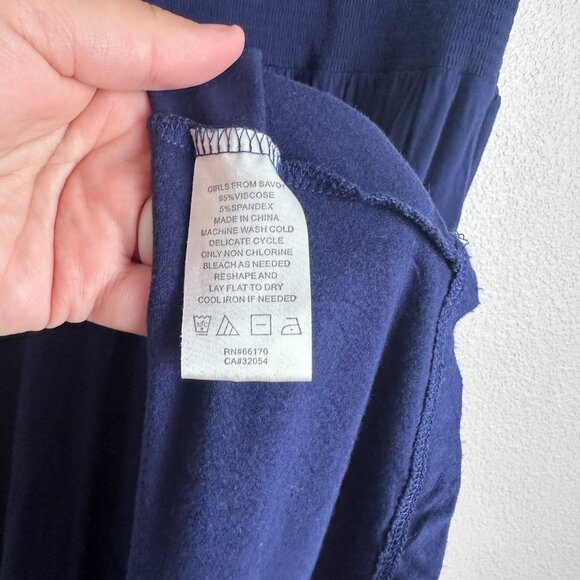 GIRLS FROM SAVOY
95%VISCOSE
5%SPANDEX
MADE IN CHINA
MACHINE WASH COLD
DELICATE CYCLE
ONLY NON CHLORINE
BLEACH AS NEEDED
RESHAPE AND
LAY FLAT TO DRY
COOL IRON IF NEEDED
RN#66170
CA#32054